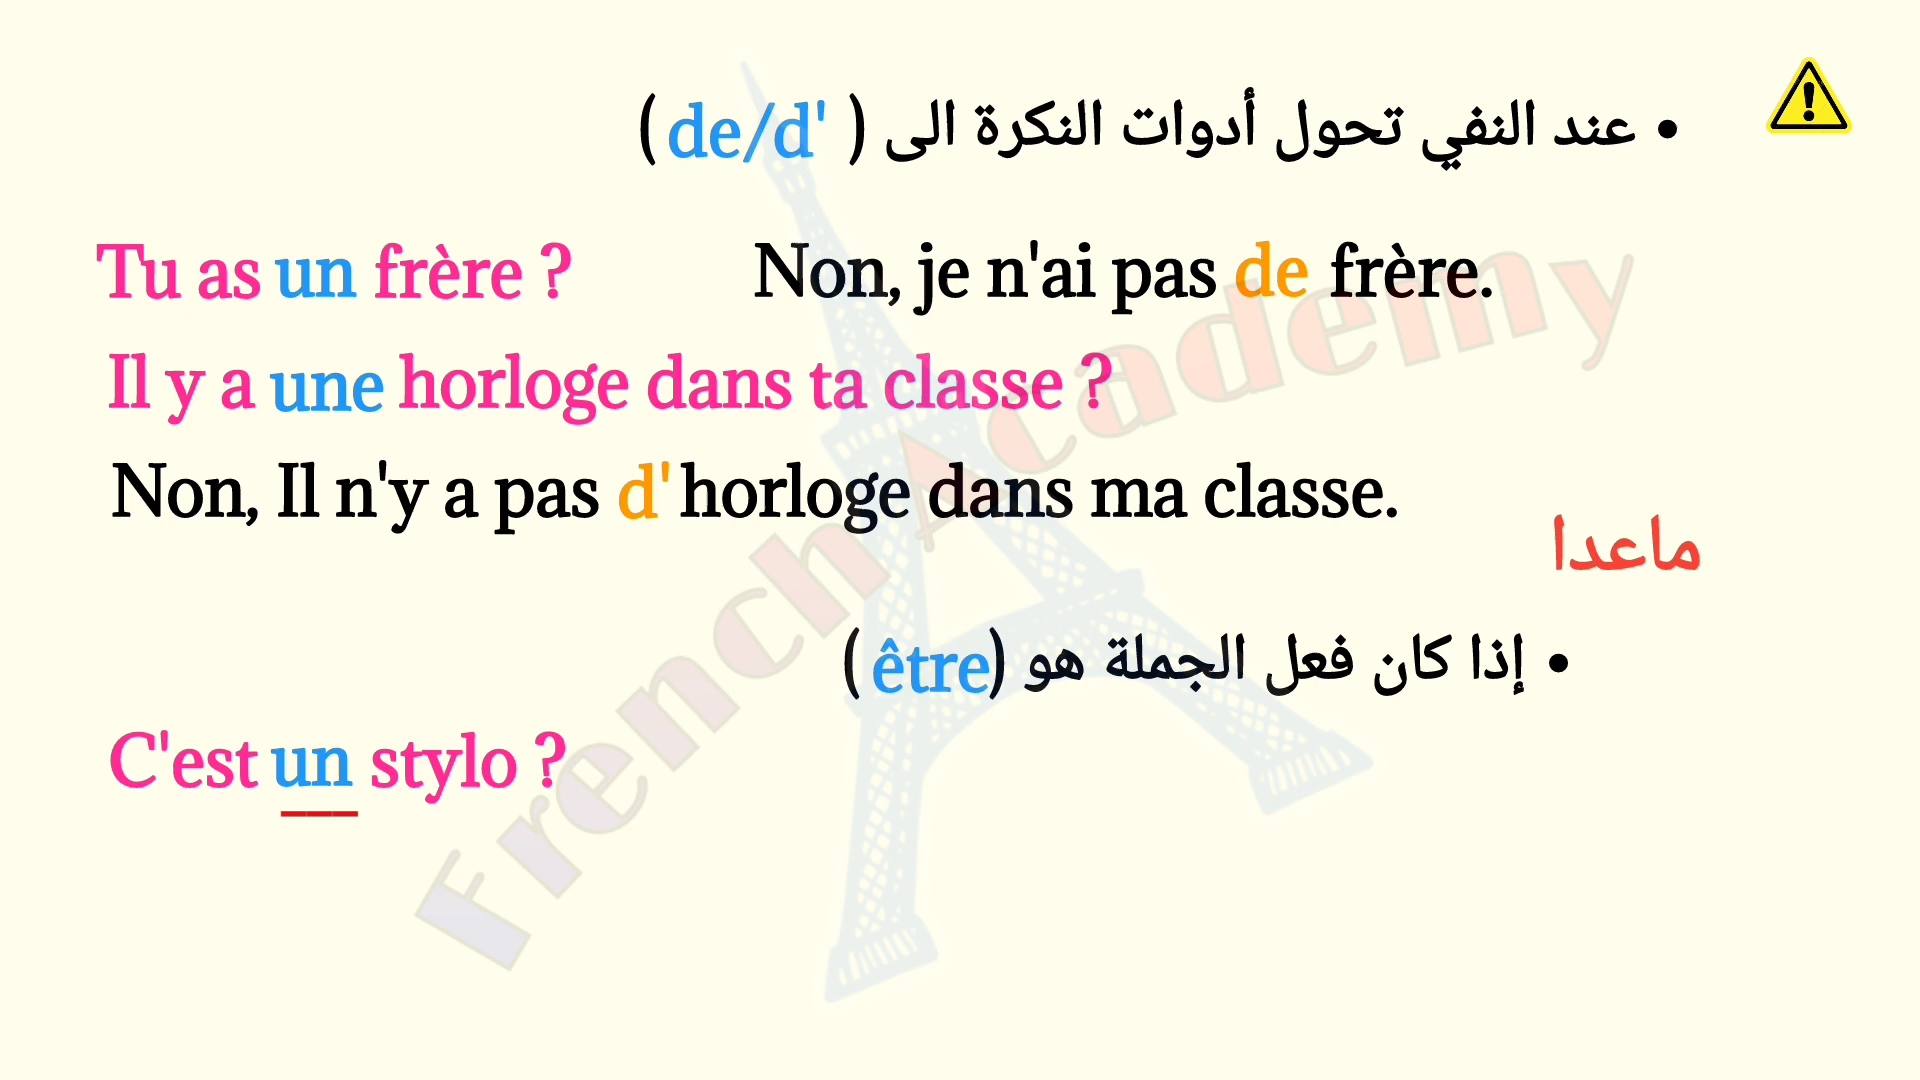 • عند النفي تحول أدوات النكرة الى ( de/d' )
Tu as un frère ? Non, je n'ai pas de frère.
Il y a une horloge dans ta classe ?
Non, Il n'y a pas d' horloge dans ma classe.
ماعدا
• إذا كان فعل الجملة هو (être )
C'est un stylo ?
French Academy